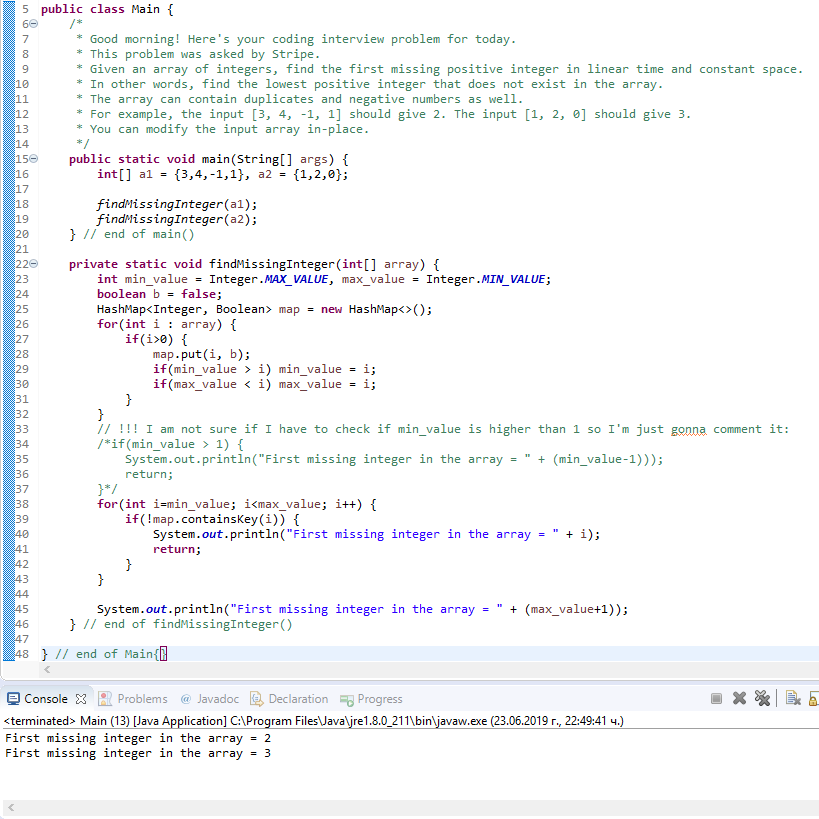 5 public class Main {
6 /*
7 * Good morning! Here's your coding interview problem for today.
8 * This problem was asked by Stripe.
9 * Given an array of integers, find the first missing positive integer in linear time and constant space.
10 * In other words, find the lowest positive integer that does not exist in the array.
11 * The array can contain duplicates and negative numbers as well.
12 * For example, the input [3, 4, -1, 1] should give 2. The input [1, 2, 0] should give 3.
13 * You can modify the input array in-place.
14 */
15 public static void main(String[] args) {
16 int[] a1 = {3,4,-1,1}, a2 = {1,2,0};
17
18 findMissingInteger(a1);
19 findMissingInteger(a2);
20 } // end of main()
21
22 private static void findMissingInteger(int[] array) {
23 int min_value = Integer.MAX_VALUE, max_value = Integer.MIN_VALUE;
24 boolean b = false;
25 HashMap<Integer, Boolean> map = new HashMap<>();
26 for(int i : array) {
27 if(i>0) {
28 map.put(i, b);
29 if(min_value > i) min_value = i;
30 if(max_value < i) max_value = i;
31 }
32 }
33 // !!! I am not sure if I have to check if min_value is higher than 1 so I'm just gonna comment it:
34 /*if(min_value > 1) {
35 System.out.println("First missing integer in the array = " + (min_value-1)));
36 return;
37 }*/
38 for(int i=min_value; i<max_value; i++) {
39 if(!map.containsKey(i)) {
40 System.out.println("First missing integer in the array = " + i);
41 return;
42 }
43 }
44
45 System.out.println("First missing integer in the array = " + (max_value+1));
46 } // end of findMissingInteger()
47
48 } // end of Main{}
Console Problems @ Javadoc Declaration Progress
<terminated> Main (13) [Java Application] C:\Program Files\Java\jre1.8.0_211\bin\javaw.exe (23.06.2019 г., 22:49:41 ч.)
First missing integer in the array = 2
First missing integer in the array = 3